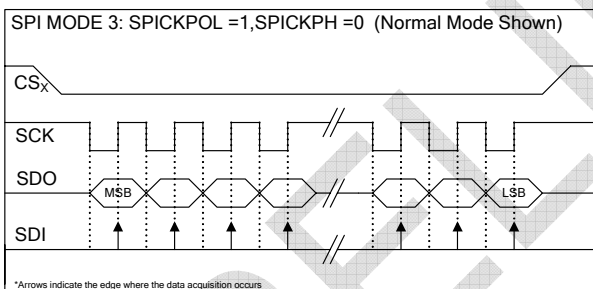 SPI MODE 3: SPICKPOL =1,SPICKPH =0 (Normal Mode Shown)
CSX
SCK
SDO
MSB
LSB
SDI
*Arrows indicate the edge where the data acquisition occurs